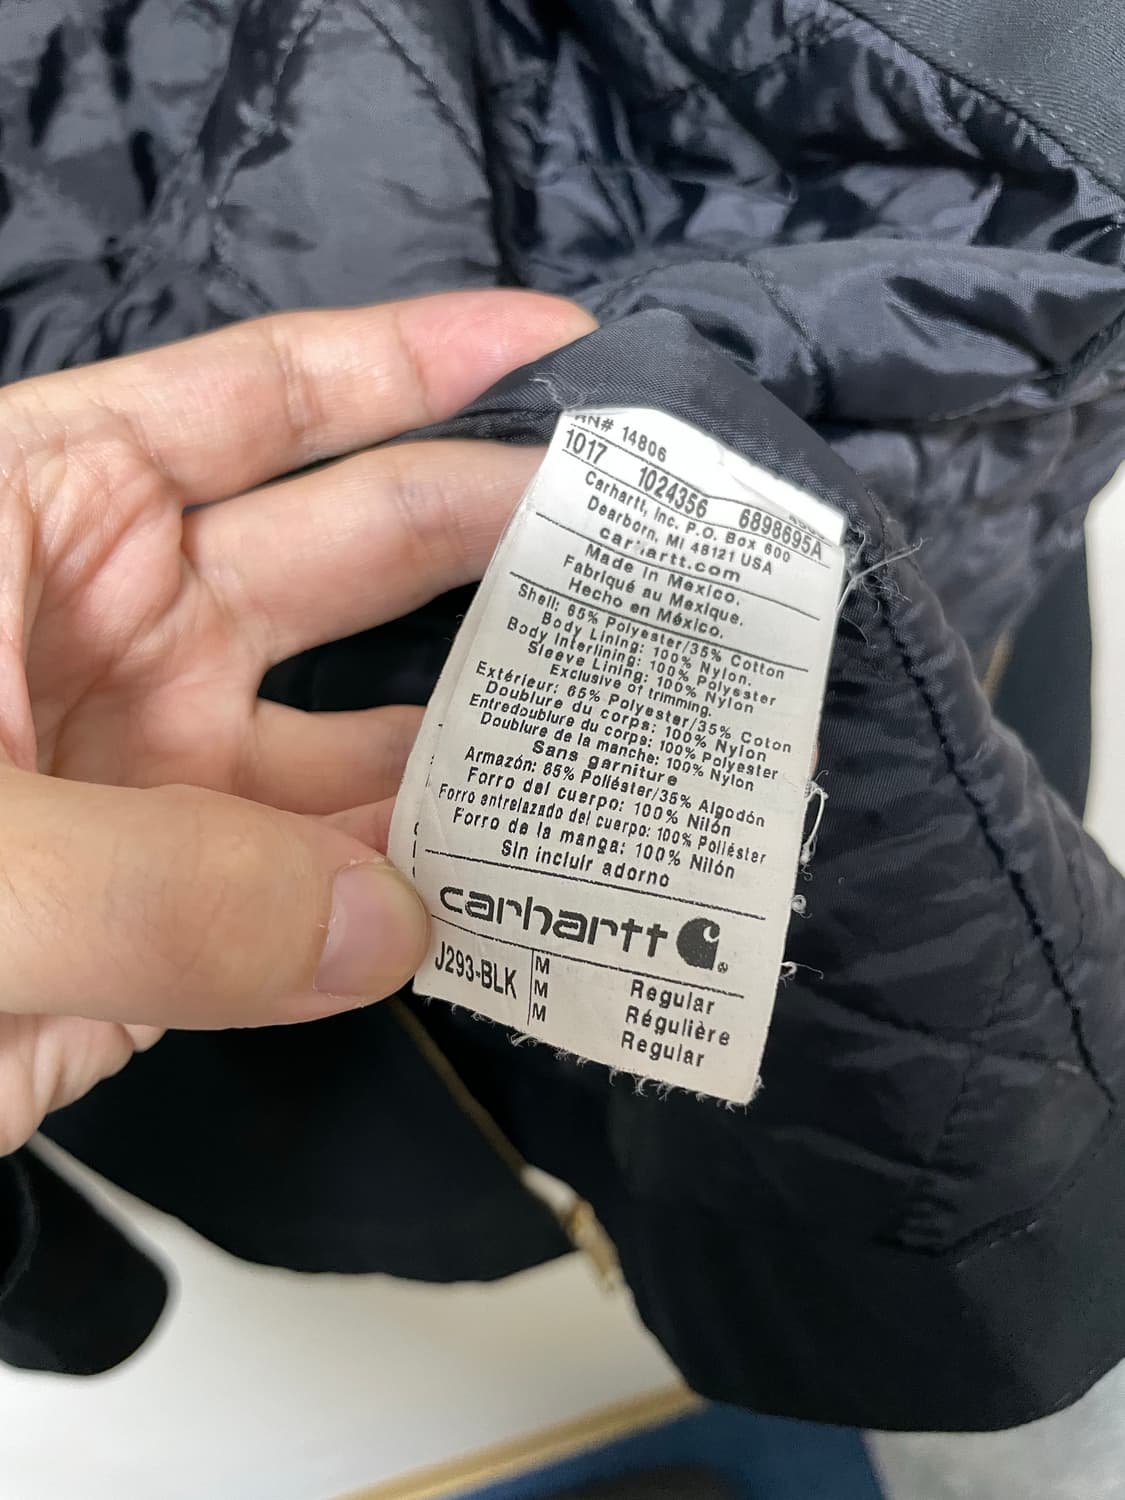 RN# 14806
1017 1024356 6898695A
Carhartt, Inc. P.O. Box 600
Dearborn, MI 48121 USA
carhartt.com
Made in Mexico.
Fabriqué au Mexique.
Hecho en México.
Shell: 65% Polyester/35% Cotton
Body Lining: 100% Nylon.
Body Interlining: 100% Polyester
Sleeve Lining: 100% Nylon
Exclusive of trimming.
Extérieur: 65% Polyester/35% Coton
Doublure du corps: 100% Nylon
Entredoublure du corps: 100% Polyester
Doublure de la manche: 100% Nylon
Sans garniture
Armazón: 65% Poliéster/35% Algodón
Forro del cuerpo: 100% Nilón
Forro entrelazado del cuerpo: 100% Poliéster
Forro de la manga: 100% Nilón
Sin incluir adorno
carhartt
J293-BLK M Regular
M Régulière
M Regular